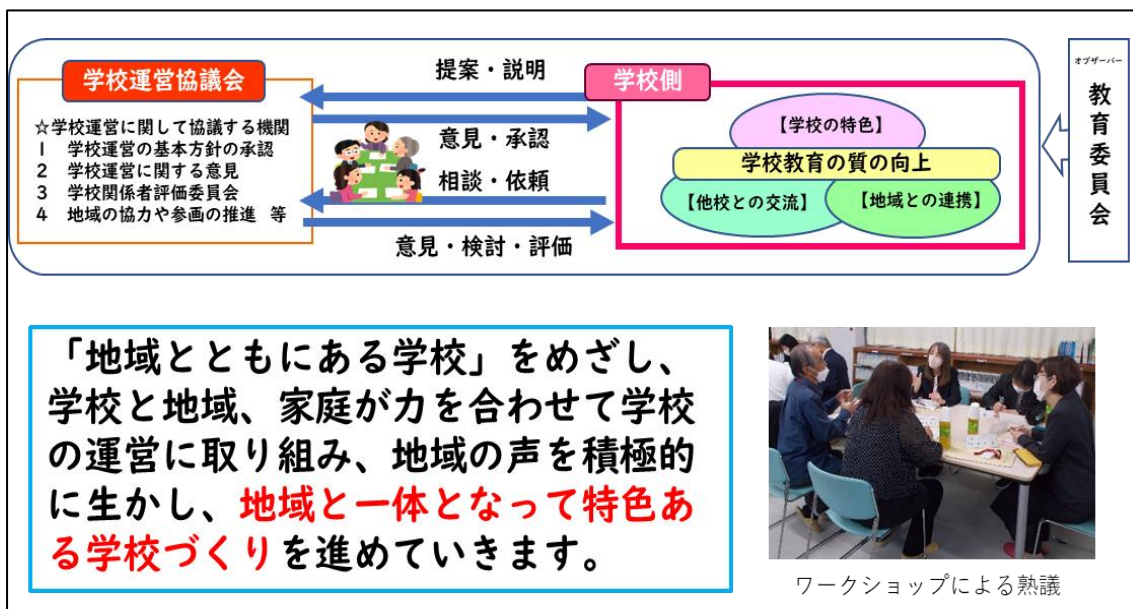 学校運営協議会
☆学校運営に関して協議する機関
1 学校運営の基本方針の承認
2 学校運営に関する意見
3 学校関係者評価委員会
4 地域の協力や参画の推進 等
提案・説明
意見・承認
相談・依頼
意見・検討・評価
学校側
【学校の特色】
学校教育の質の向上
【他校との交流】
【地域との連携】
オブザーバー
教育委員会
「地域とともにある学校」をめざし、
学校と地域、家庭が力を合わせて学校
の運営に取り組み、地域の声を積極的
に生かし、地域と一体となって特色あ
る学校づくりを進めていきます。
ワークショップによる熟議